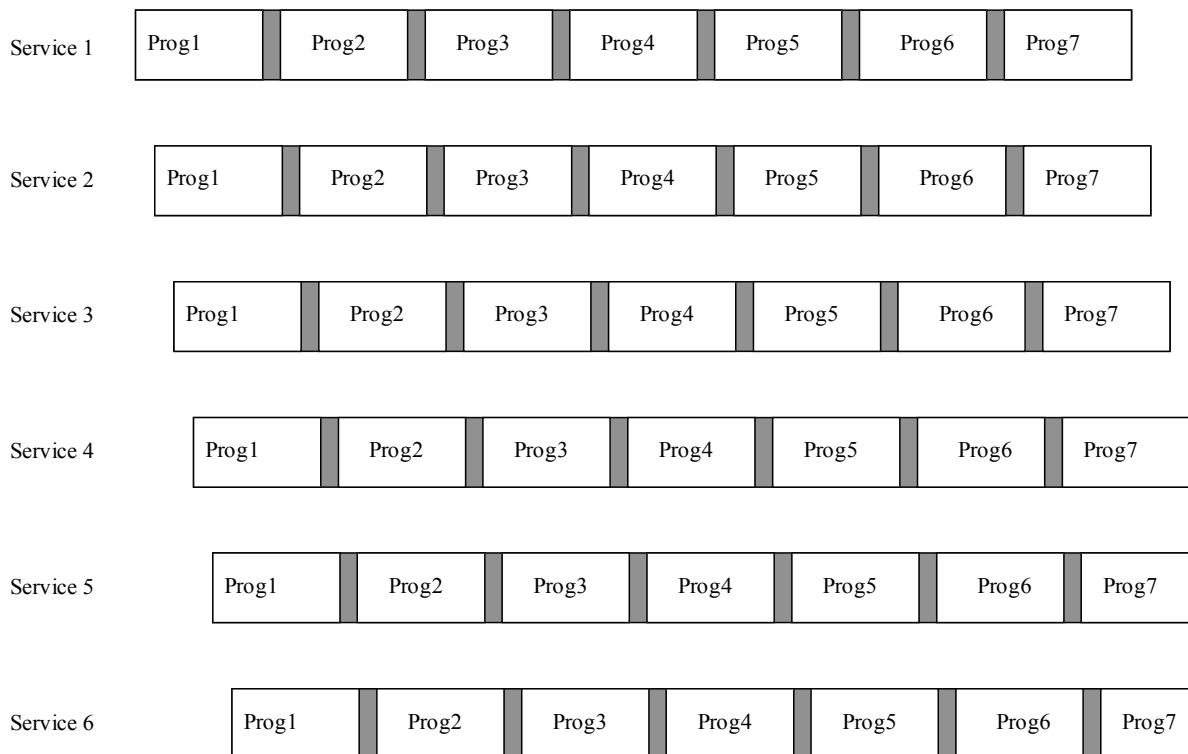 Service 1 Prog1 Prog2 Prog3 Prog4 Prog5 Prog6 Prog7
Service 2 Prog1 Prog2 Prog3 Prog4 Prog5 Prog6 Prog7
Service 3 Prog1 Prog2 Prog3 Prog4 Prog5 Prog6 Prog7
Service 4 Prog1 Prog2 Prog3 Prog4 Prog5 Prog6 Prog7
Service 5 Prog1 Prog2 Prog3 Prog4 Prog5 Prog6 Prog7
Service 6 Prog1 Prog2 Prog3 Prog4 Prog5 Prog6 Prog7